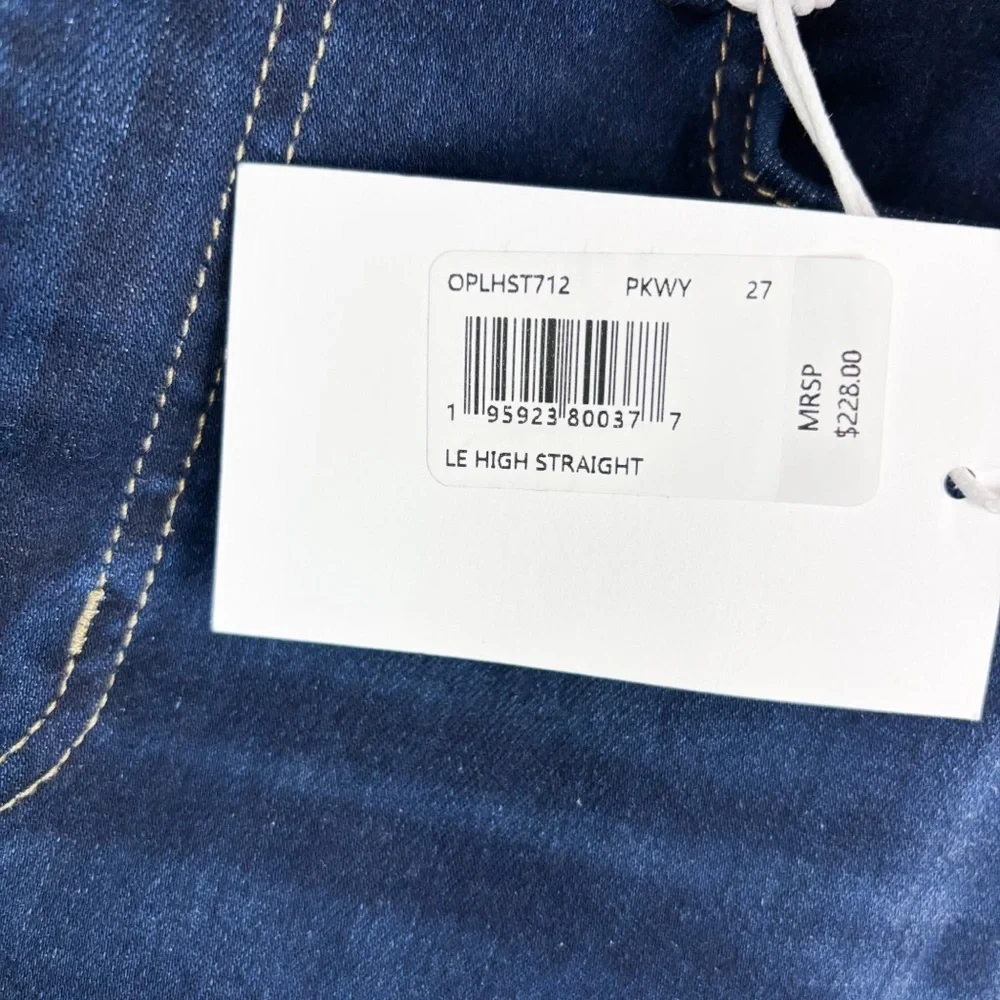 OPLHST712 PKWY 27
1 95923 80037 7
LE HIGH STRAIGHT
MRSP
$228.00